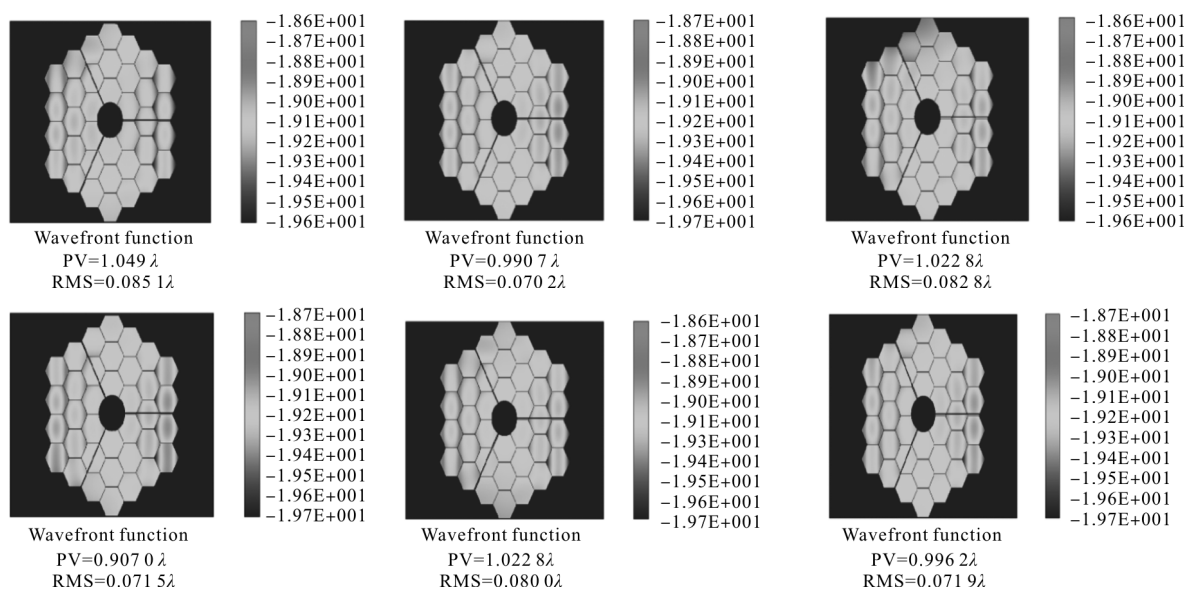 −1.86E+001
−1.87E+001
−1.88E+001
−1.89E+001
−1.90E+001
−1.91E+001
−1.92E+001
−1.93E+001
−1.94E+001
−1.95E+001
−1.96E+001
Wavefront function
PV=1.049 λ
RMS=0.085 1λ
−1.87E+001
−1.88E+001
−1.89E+001
−1.90E+001
−1.91E+001
−1.92E+001
−1.93E+001
−1.94E+001
−1.95E+001
−1.96E+001
−1.97E+001
Wavefront function
PV=0.990 7 λ
RMS=0.070 2λ
−1.86E+001
−1.87E+001
−1.88E+001
−1.89E+001
−1.90E+001
−1.91E+001
−1.92E+001
−1.93E+001
−1.94E+001
−1.95E+001
−1.96E+001
Wavefront function
PV=1.022 8λ
RMS=0.082 8λ
−1.87E+001
−1.88E+001
−1.89E+001
−1.90E+001
−1.91E+001
−1.92E+001
−1.93E+001
−1.94E+001
−1.95E+001
−1.96E+001
−1.97E+001
Wavefront function
PV=0.907 0 λ
RMS=0.071 5λ
−1.86E+001
−1.87E+001
−1.88E+001
−1.89E+001
−1.90E+001
−1.91E+001
−1.93E+001
−1.94E+001
−1.95E+001
−1.96E+001
−1.97E+001
Wavefront function
PV=1.022 8λ
RMS=0.080 0λ
−1.87E+001
−1.88E+001
−1.89E+001
−1.90E+001
−1.91E+001
−1.92E+001
−1.93E+001
−1.94E+001
−1.95E+001
−1.96E+001
−1.97E+001
Wavefront function
PV=0.996 2λ
RMS=0.071 9λ